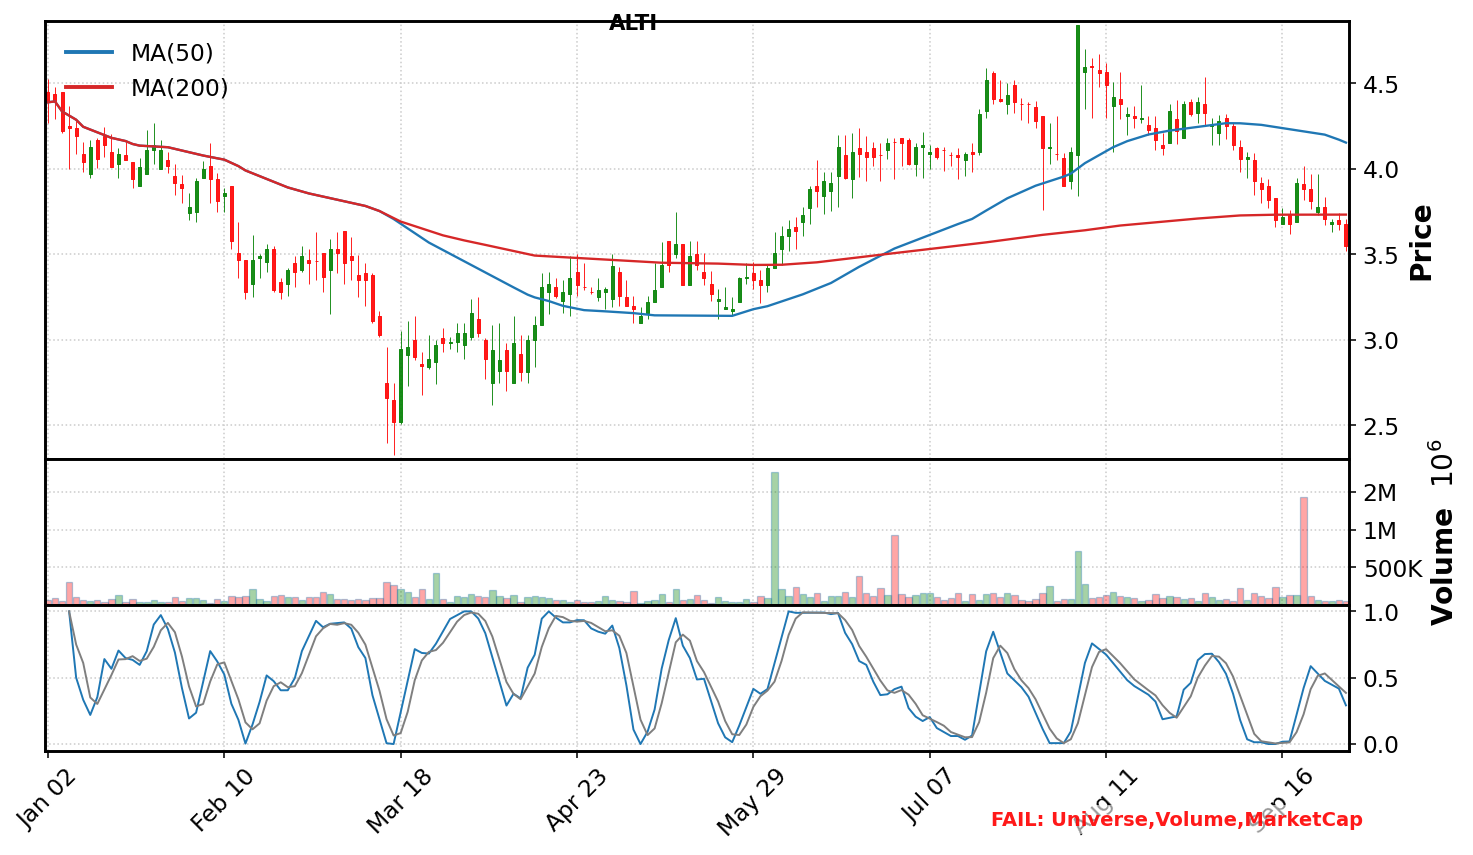 ALTI
MA(50)
MA(200)
4.5
4.0
3.5
3.0
2.5
Price
2M
1M
500K
Volume 10⁶
1.0
0.5
0.0
Jan 02
Feb 10
Mar 18
Apr 23
May 29
Jul 07
Aug 11
Sep 16
FAIL: Universe,Volume,MarketCap